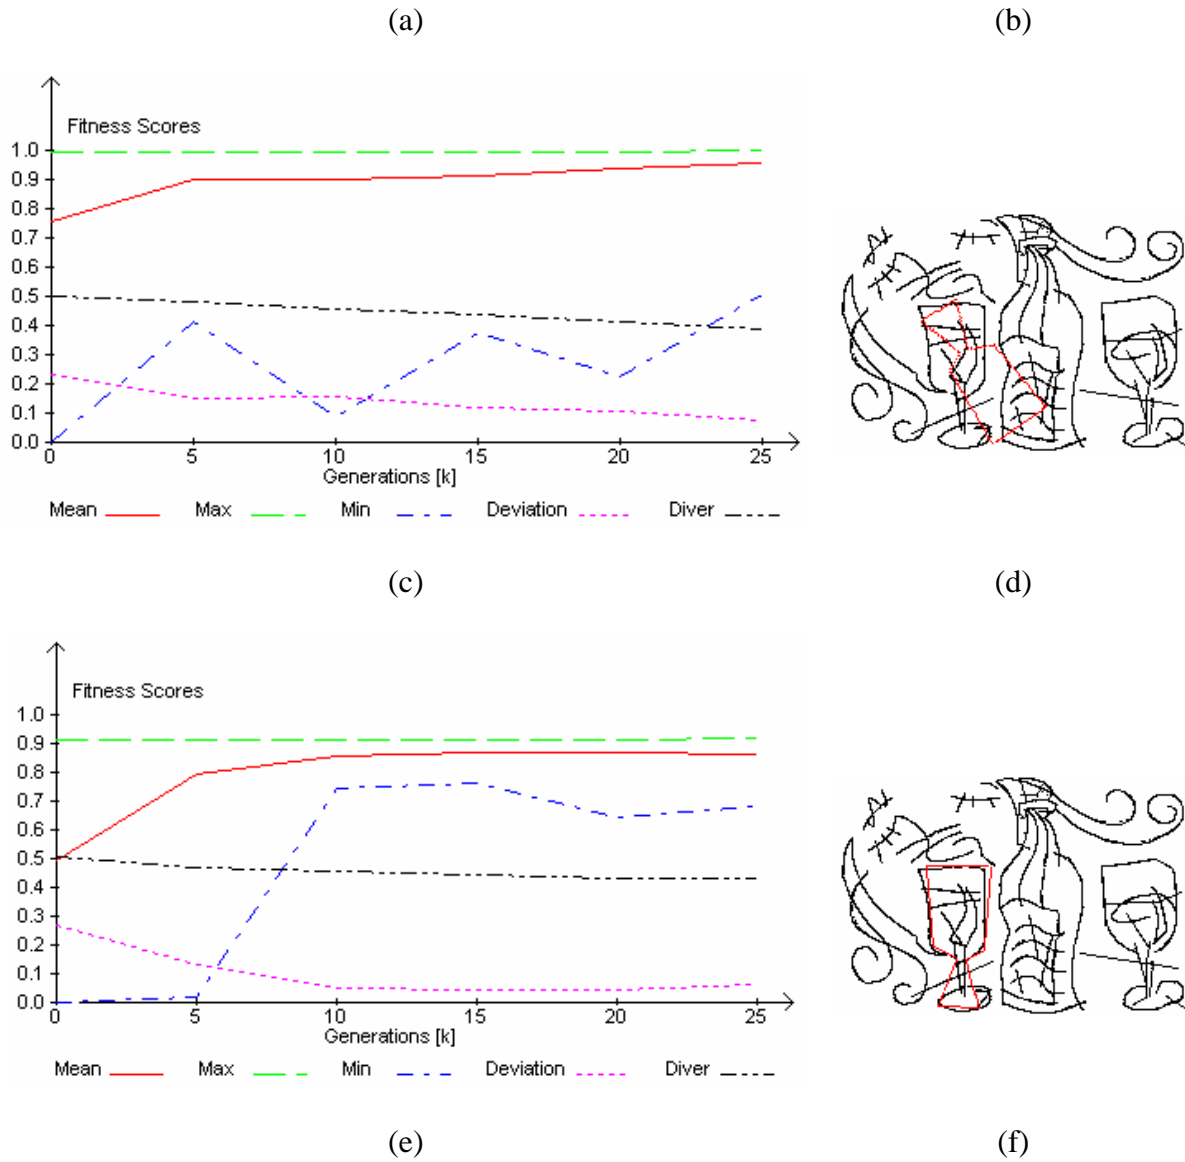 (a) (b)
Fitness Scores
1.0
0.9
0.8
0.7
0.6
0.5
0.4
0.3
0.2
0.1
0.0
0 5 10 15 20 25
Generations [k]
Mean Max Min Deviation Diver
(c) (d)
Fitness Scores
1.0
0.9
0.8
0.7
0.6
0.5
0.4
0.3
0.2
0.1
0.0
0 5 10 15 20 25
Generations [k]
Mean Max Min Deviation Diver
(e) (f)